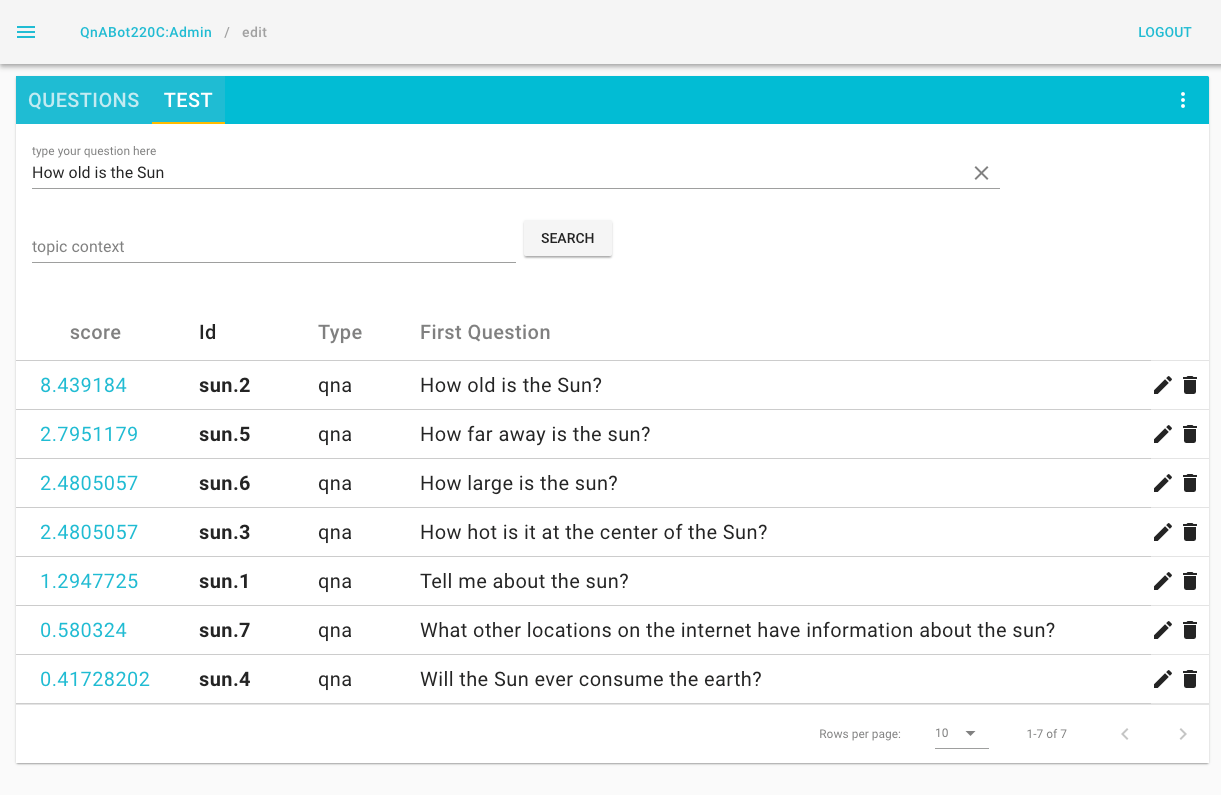 QnABot220C:Admin / edit LOGOUT
QUESTIONS TEST
type your question here
How old is the Sun
topic context SEARCH
score Id Type First Question
8.439184 sun.2 qna How old is the Sun?
2.7951179 sun.5 qna How far away is the sun?
2.4805057 sun.6 qna How large is the sun?
2.4805057 sun.3 qna How hot is it at the center of the Sun?
1.2947725 sun.1 qna Tell me about the sun?
0.580324 sun.7 qna What other locations on the internet have information about the sun?
0.41728202 sun.4 qna Will the Sun ever consume the earth?
Rows per page: 10 1-7 of 7